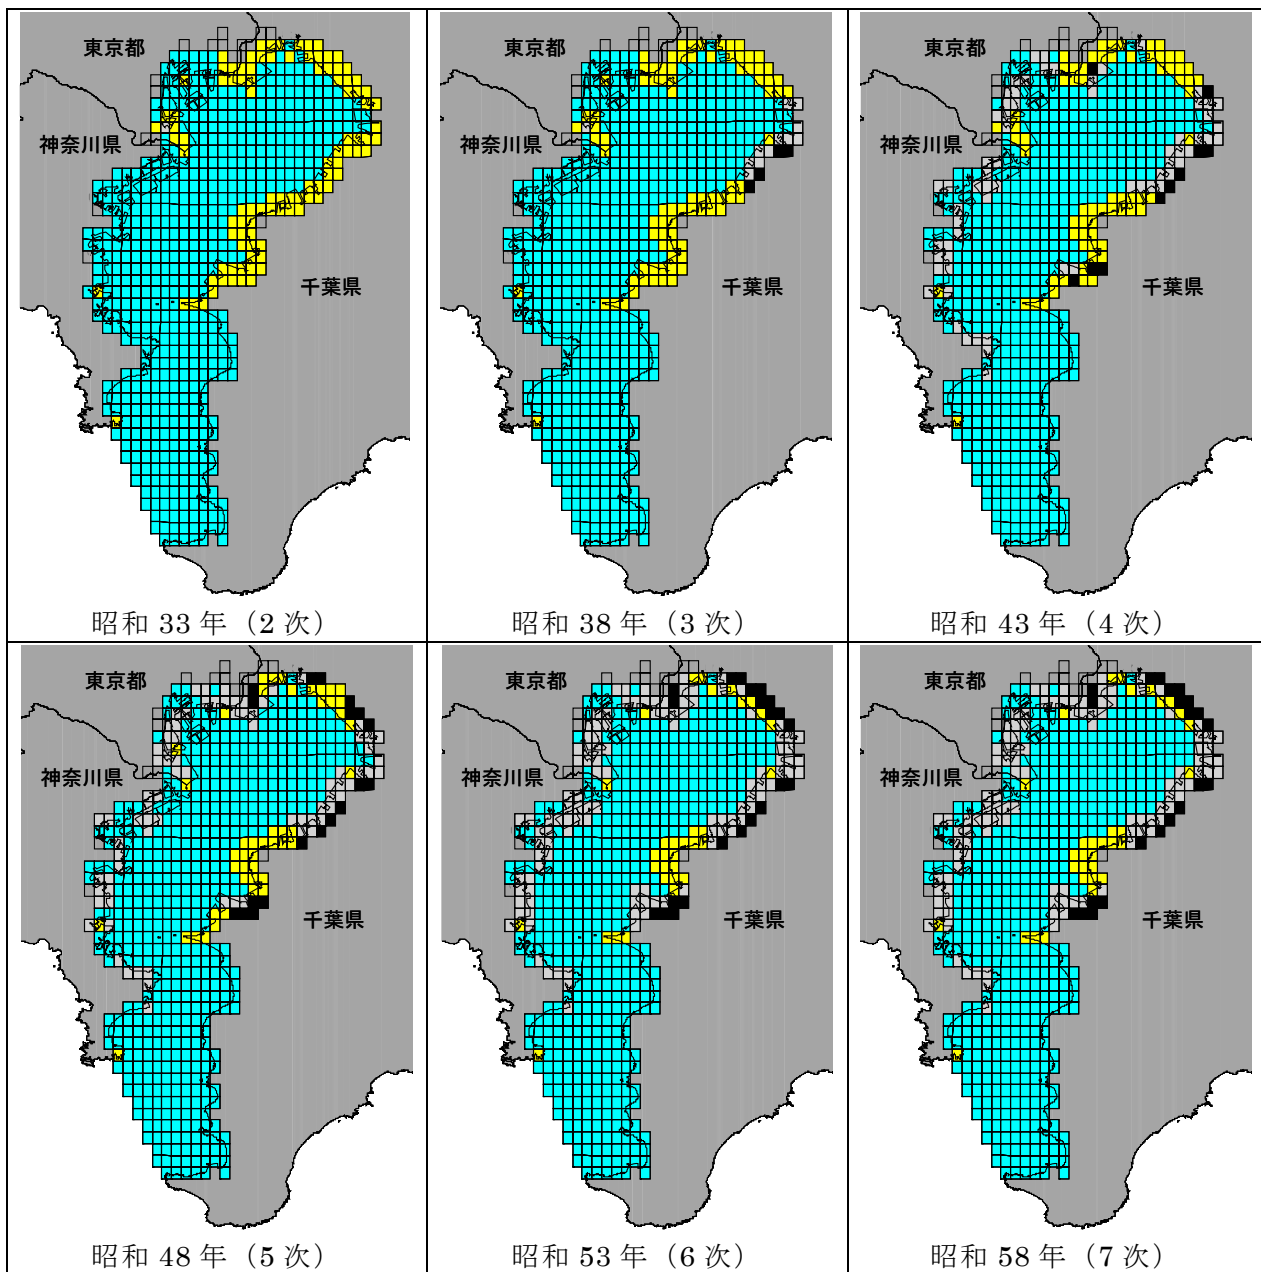 東京都
神奈川県
千葉県
昭和 33 年（2 次）
東京都
神奈川県
千葉県
昭和 38 年（3 次）
東京都
神奈川県
千葉県
昭和 43 年（4 次）
東京都
神奈川県
千葉県
昭和 48 年（5 次）
東京都
神奈川県
千葉県
昭和 53 年（6 次）
東京都
神奈川県
千葉県
昭和 58 年（7 次）